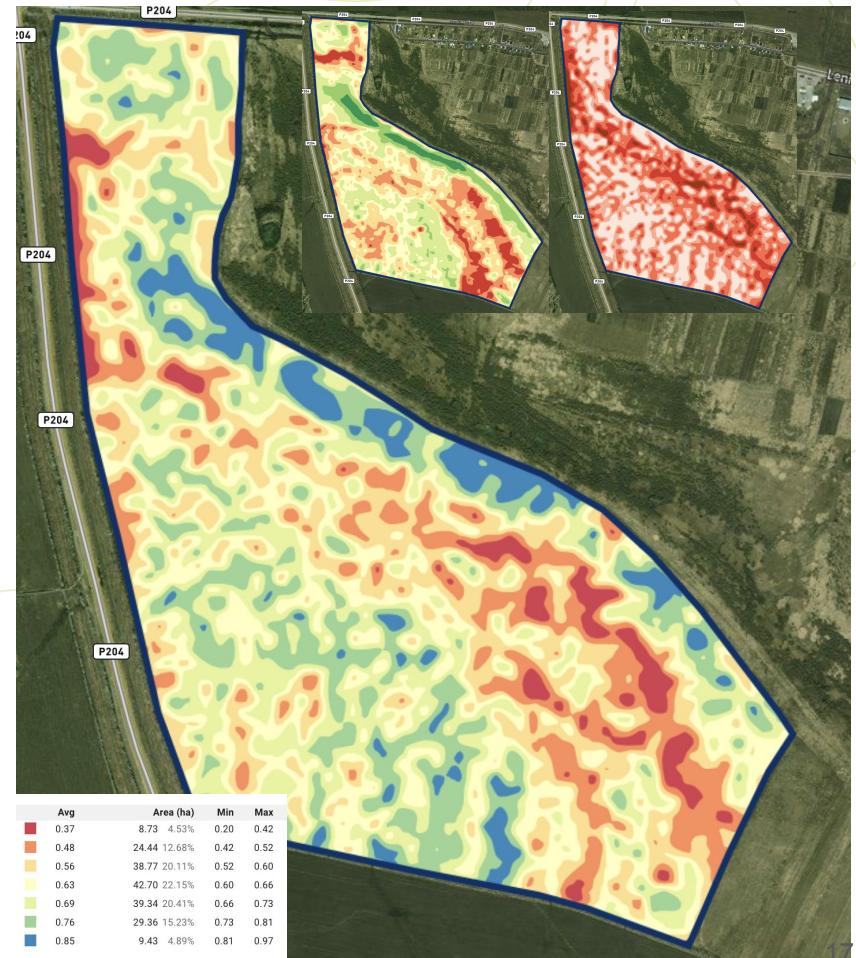 P204
204
Leni
P204
P204
P204
Avg Area (ha) Min Max
0.37 8.73 4.53% 0.20 0.42
0.48 24.44 12.68% 0.42 0.52
0.56 38.77 20.11% 0.52 0.60
0.63 42.70 22.15% 0.60 0.66
0.69 39.34 20.41% 0.66 0.73
0.76 29.36 15.23% 0.73 0.81
0.85 9.43 4.89% 0.81 0.97
17